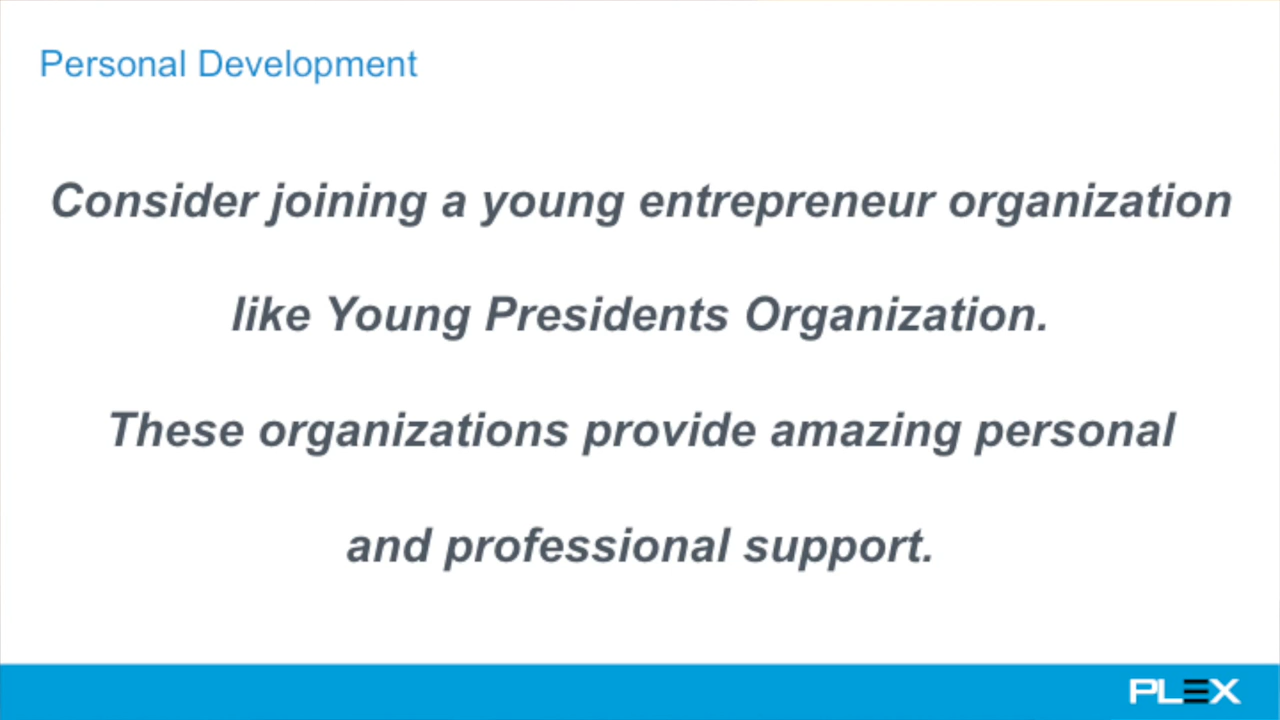 Personal Development
Consider joining a young entrepreneur organization
like Young Presidents Organization.
These organizations provide amazing personal
and professional support.
PLEX